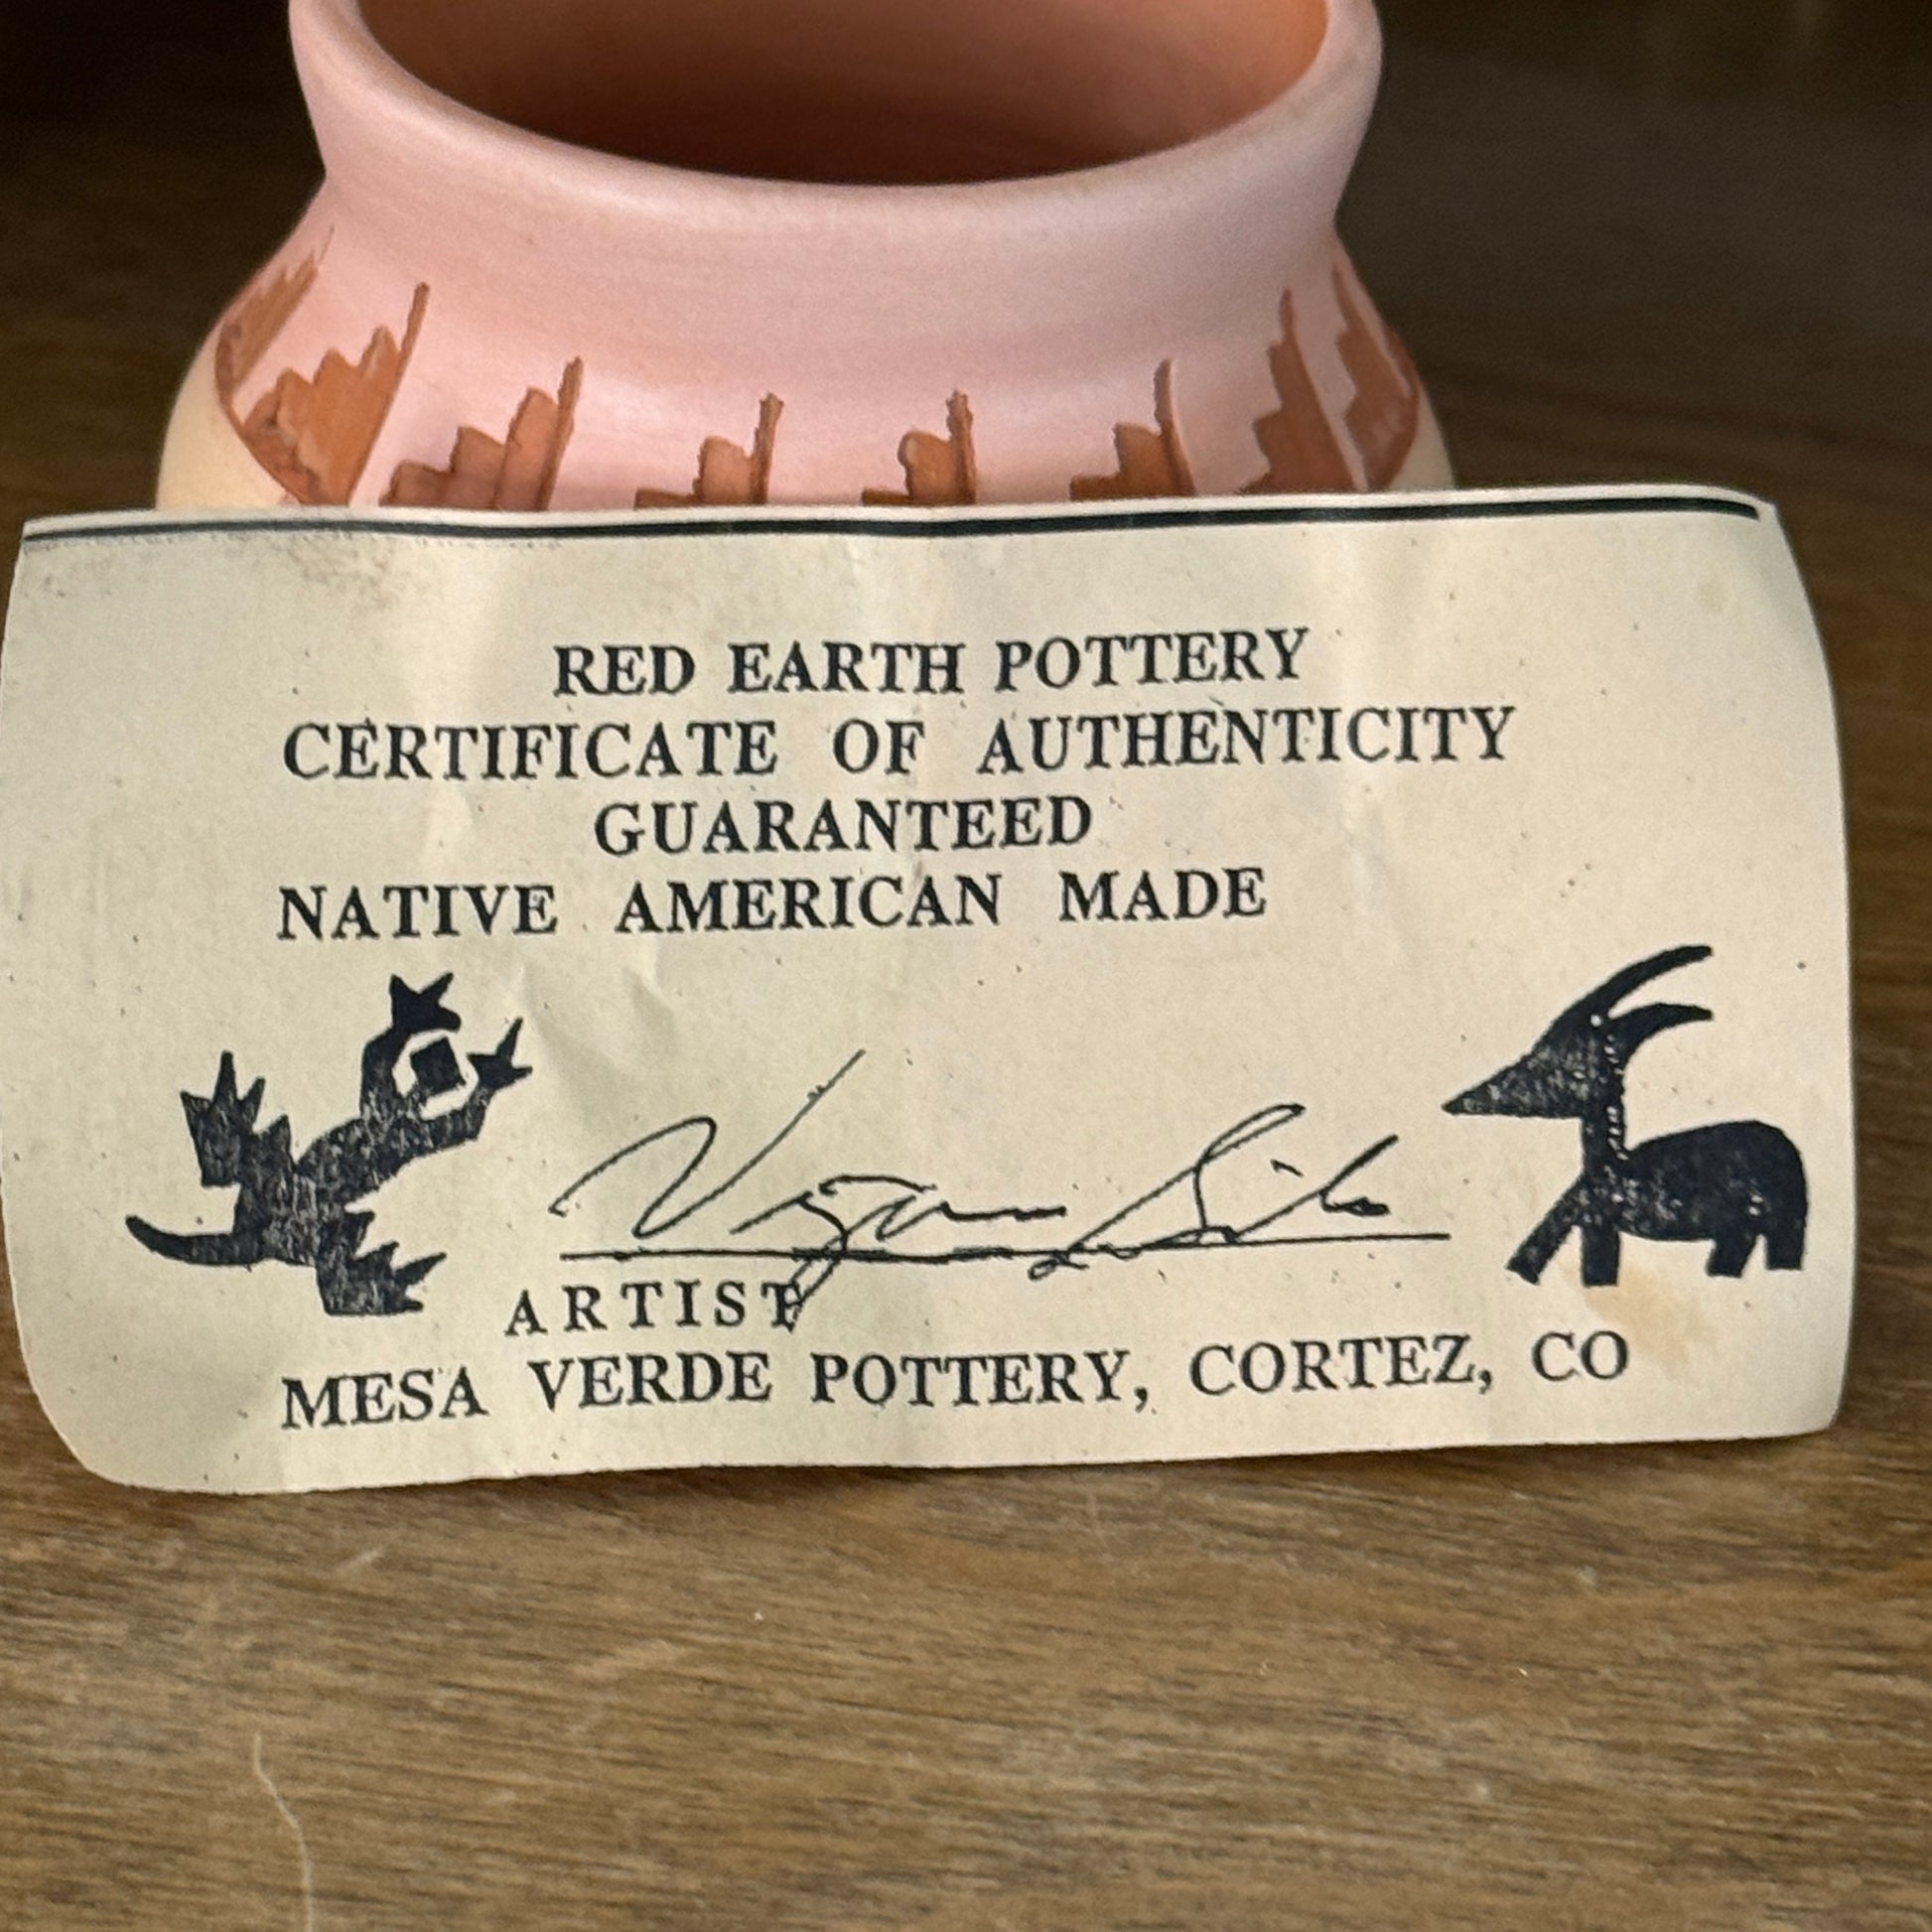 RED EARTH POTTERY
CERTIFICATE OF AUTHENTICITY
GUARANTEED
NATIVE AMERICAN MADE
ARTIST
MESA VERDE POTTERY, CORTEZ, CO